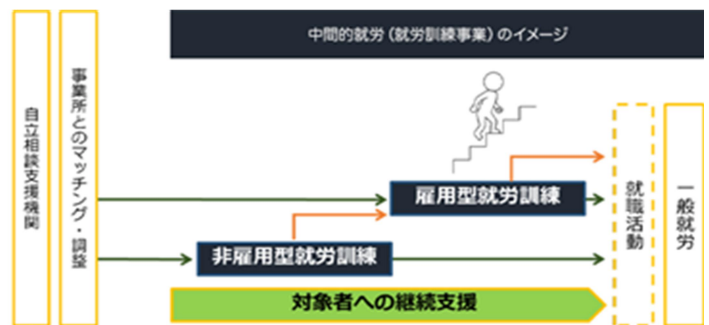 中間的就労（就労訓練事業）のイメージ
自立相談支援機関
事業所とのマッチング・調整
雇用型就労訓練
非雇用型就労訓練
対象者への継続支援
就職活動
一般就労